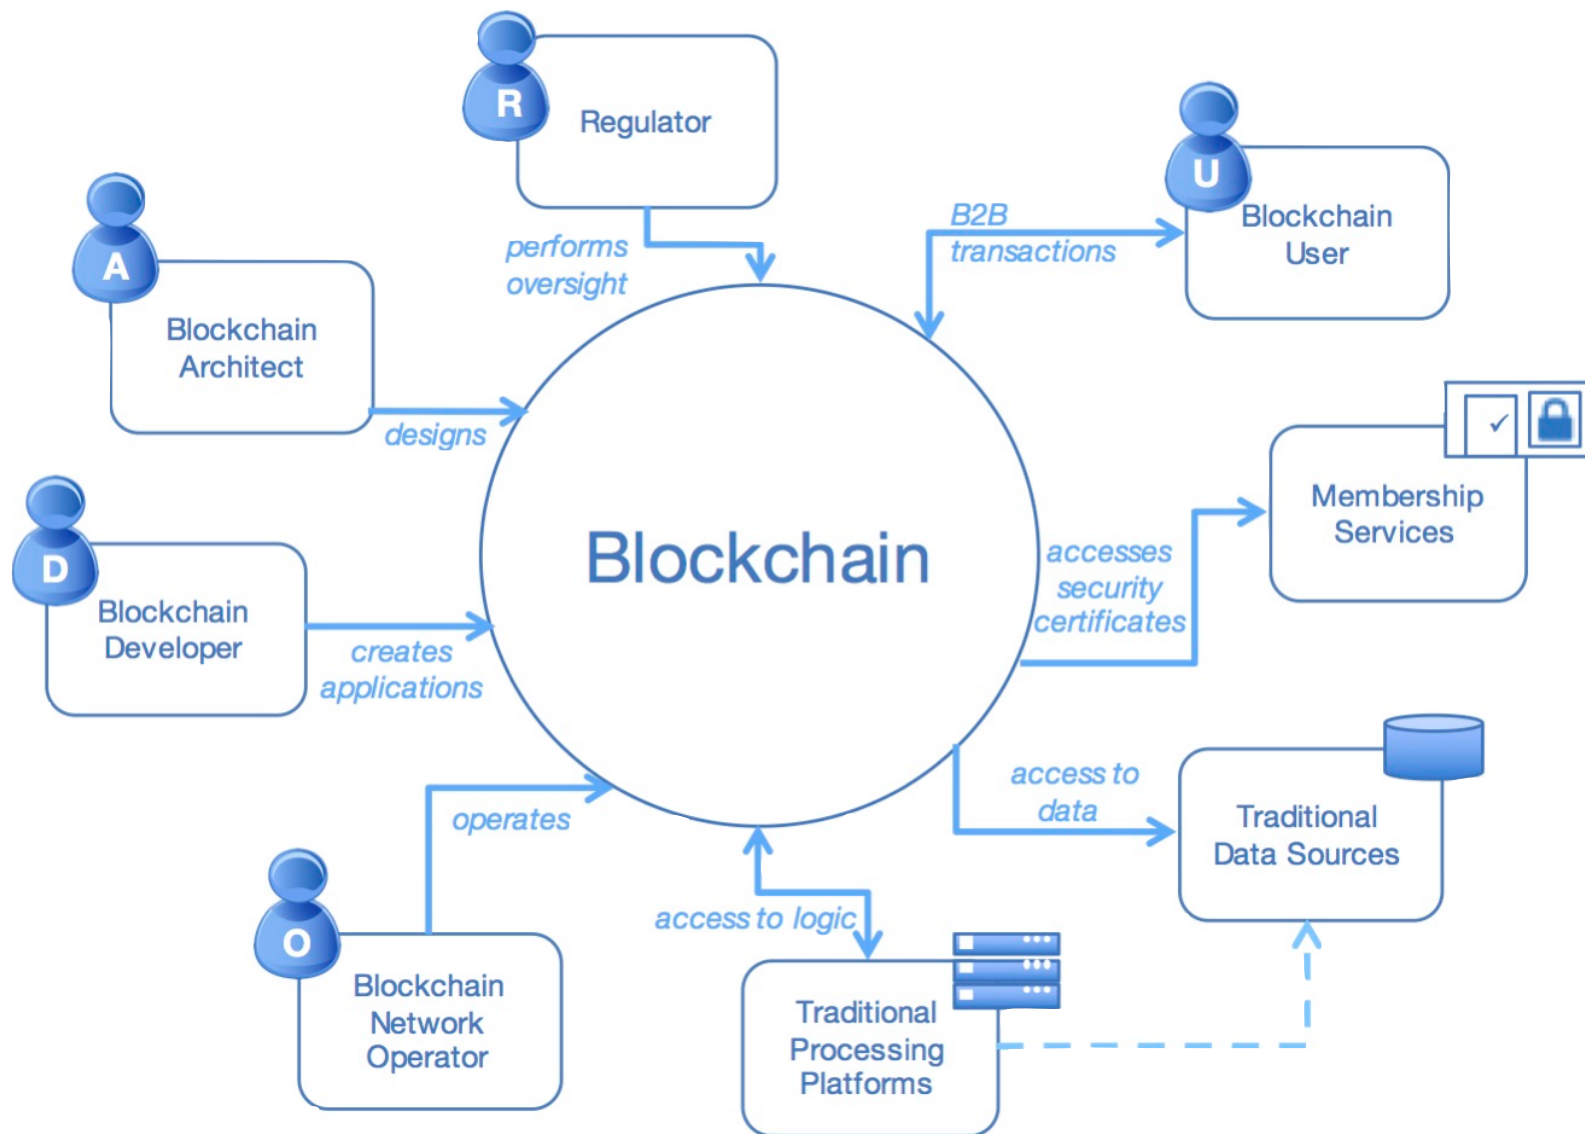 R
Regulator
U
Blockchain
User
B2B
transactions
performs
oversight
A
Blockchain
Architect
designs
Membership
Services
D
Blockchain
Developer
creates
applications
Blockchain
accesses
security
certificates
access to
data
Traditional
Data Sources
operates
O
Blockchain
Network
Operator
access to logic
Traditional
Processing
Platforms